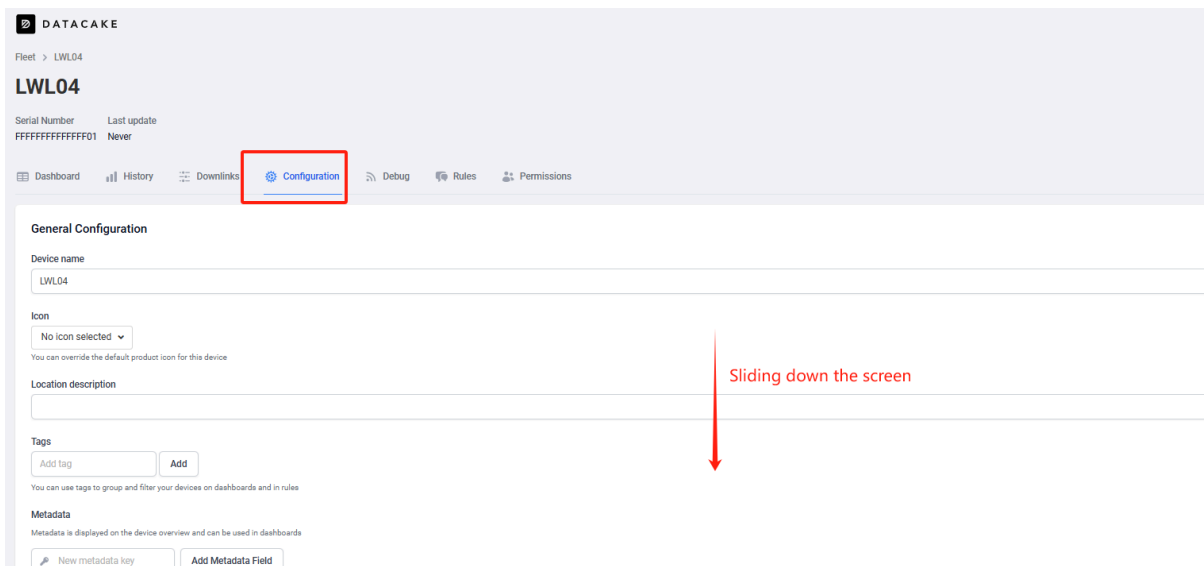 DATACAKE
Fleet > LWL04
LWL04
Serial Number Last update
FFFFFFFFFFFFFF01 Never
Dashboard History Downlinks Configuration Debug Rules Permissions
General Configuration
Device name
LWL04
Icon
No icon selected
You can override the default product icon for this device
Sliding down the screen
Location description
Tags
Add tag Add
You can use tags to group and filter your devices on dashboards and in rules
Metadata
Metadata is displayed on the device overview and can be used in dashboards
New metadata key Add Metadata Field